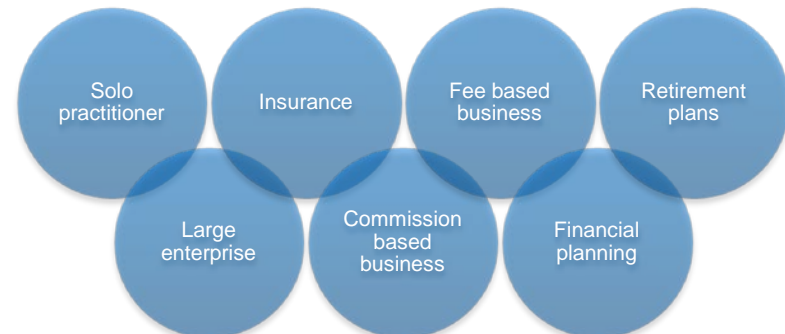 Solo
practitioner
Insurance
Fee based
business
Retirement
plans
Large
enterprise
Commission
based
business
Financial
planning